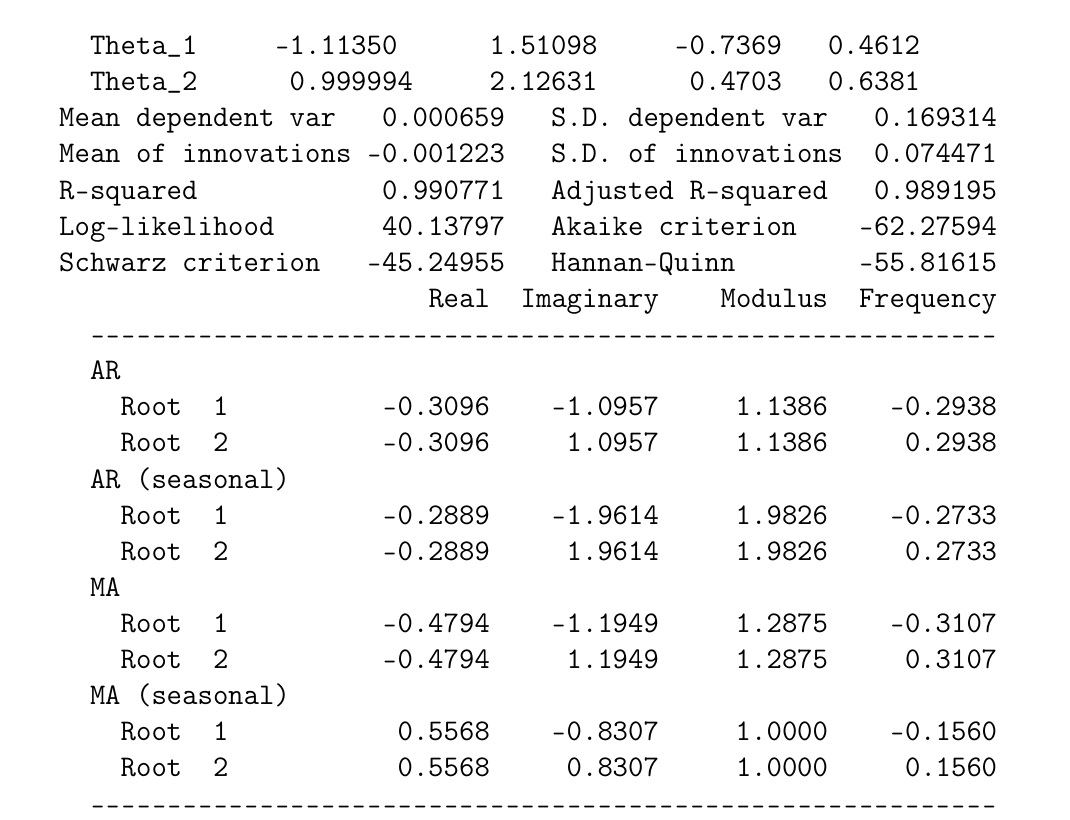 Theta_1 -1.11350 1.51098 -0.7369 0.4612
Theta_2 0.999994 2.12631 0.4703 0.6381
Mean dependent var 0.000659 S.D. dependent var 0.169314
Mean of innovations -0.001223 S.D. of innovations 0.074471
R-squared 0.990771 Adjusted R-squared 0.989195
Log-likelihood 40.13797 Akaike criterion -62.27594
Schwarz criterion -45.24955 Hannan-Quinn -55.81615
Real Imaginary Modulus Frequency
-----------------------------------------------------------
AR
Root 1 -0.3096 -1.0957 1.1386 -0.2938
Root 2 -0.3096 1.0957 1.1386 0.2938
AR (seasonal)
Root 1 -0.2889 -1.9614 1.9826 -0.2733
Root 2 -0.2889 1.9614 1.9826 0.2733
MA
Root 1 -0.4794 -1.1949 1.2875 -0.3107
Root 2 -0.4794 1.1949 1.2875 0.3107
MA (seasonal)
Root 1 0.5568 -0.8307 1.0000 -0.1560
Root 2 0.5568 0.8307 1.0000 0.1560
-----------------------------------------------------------